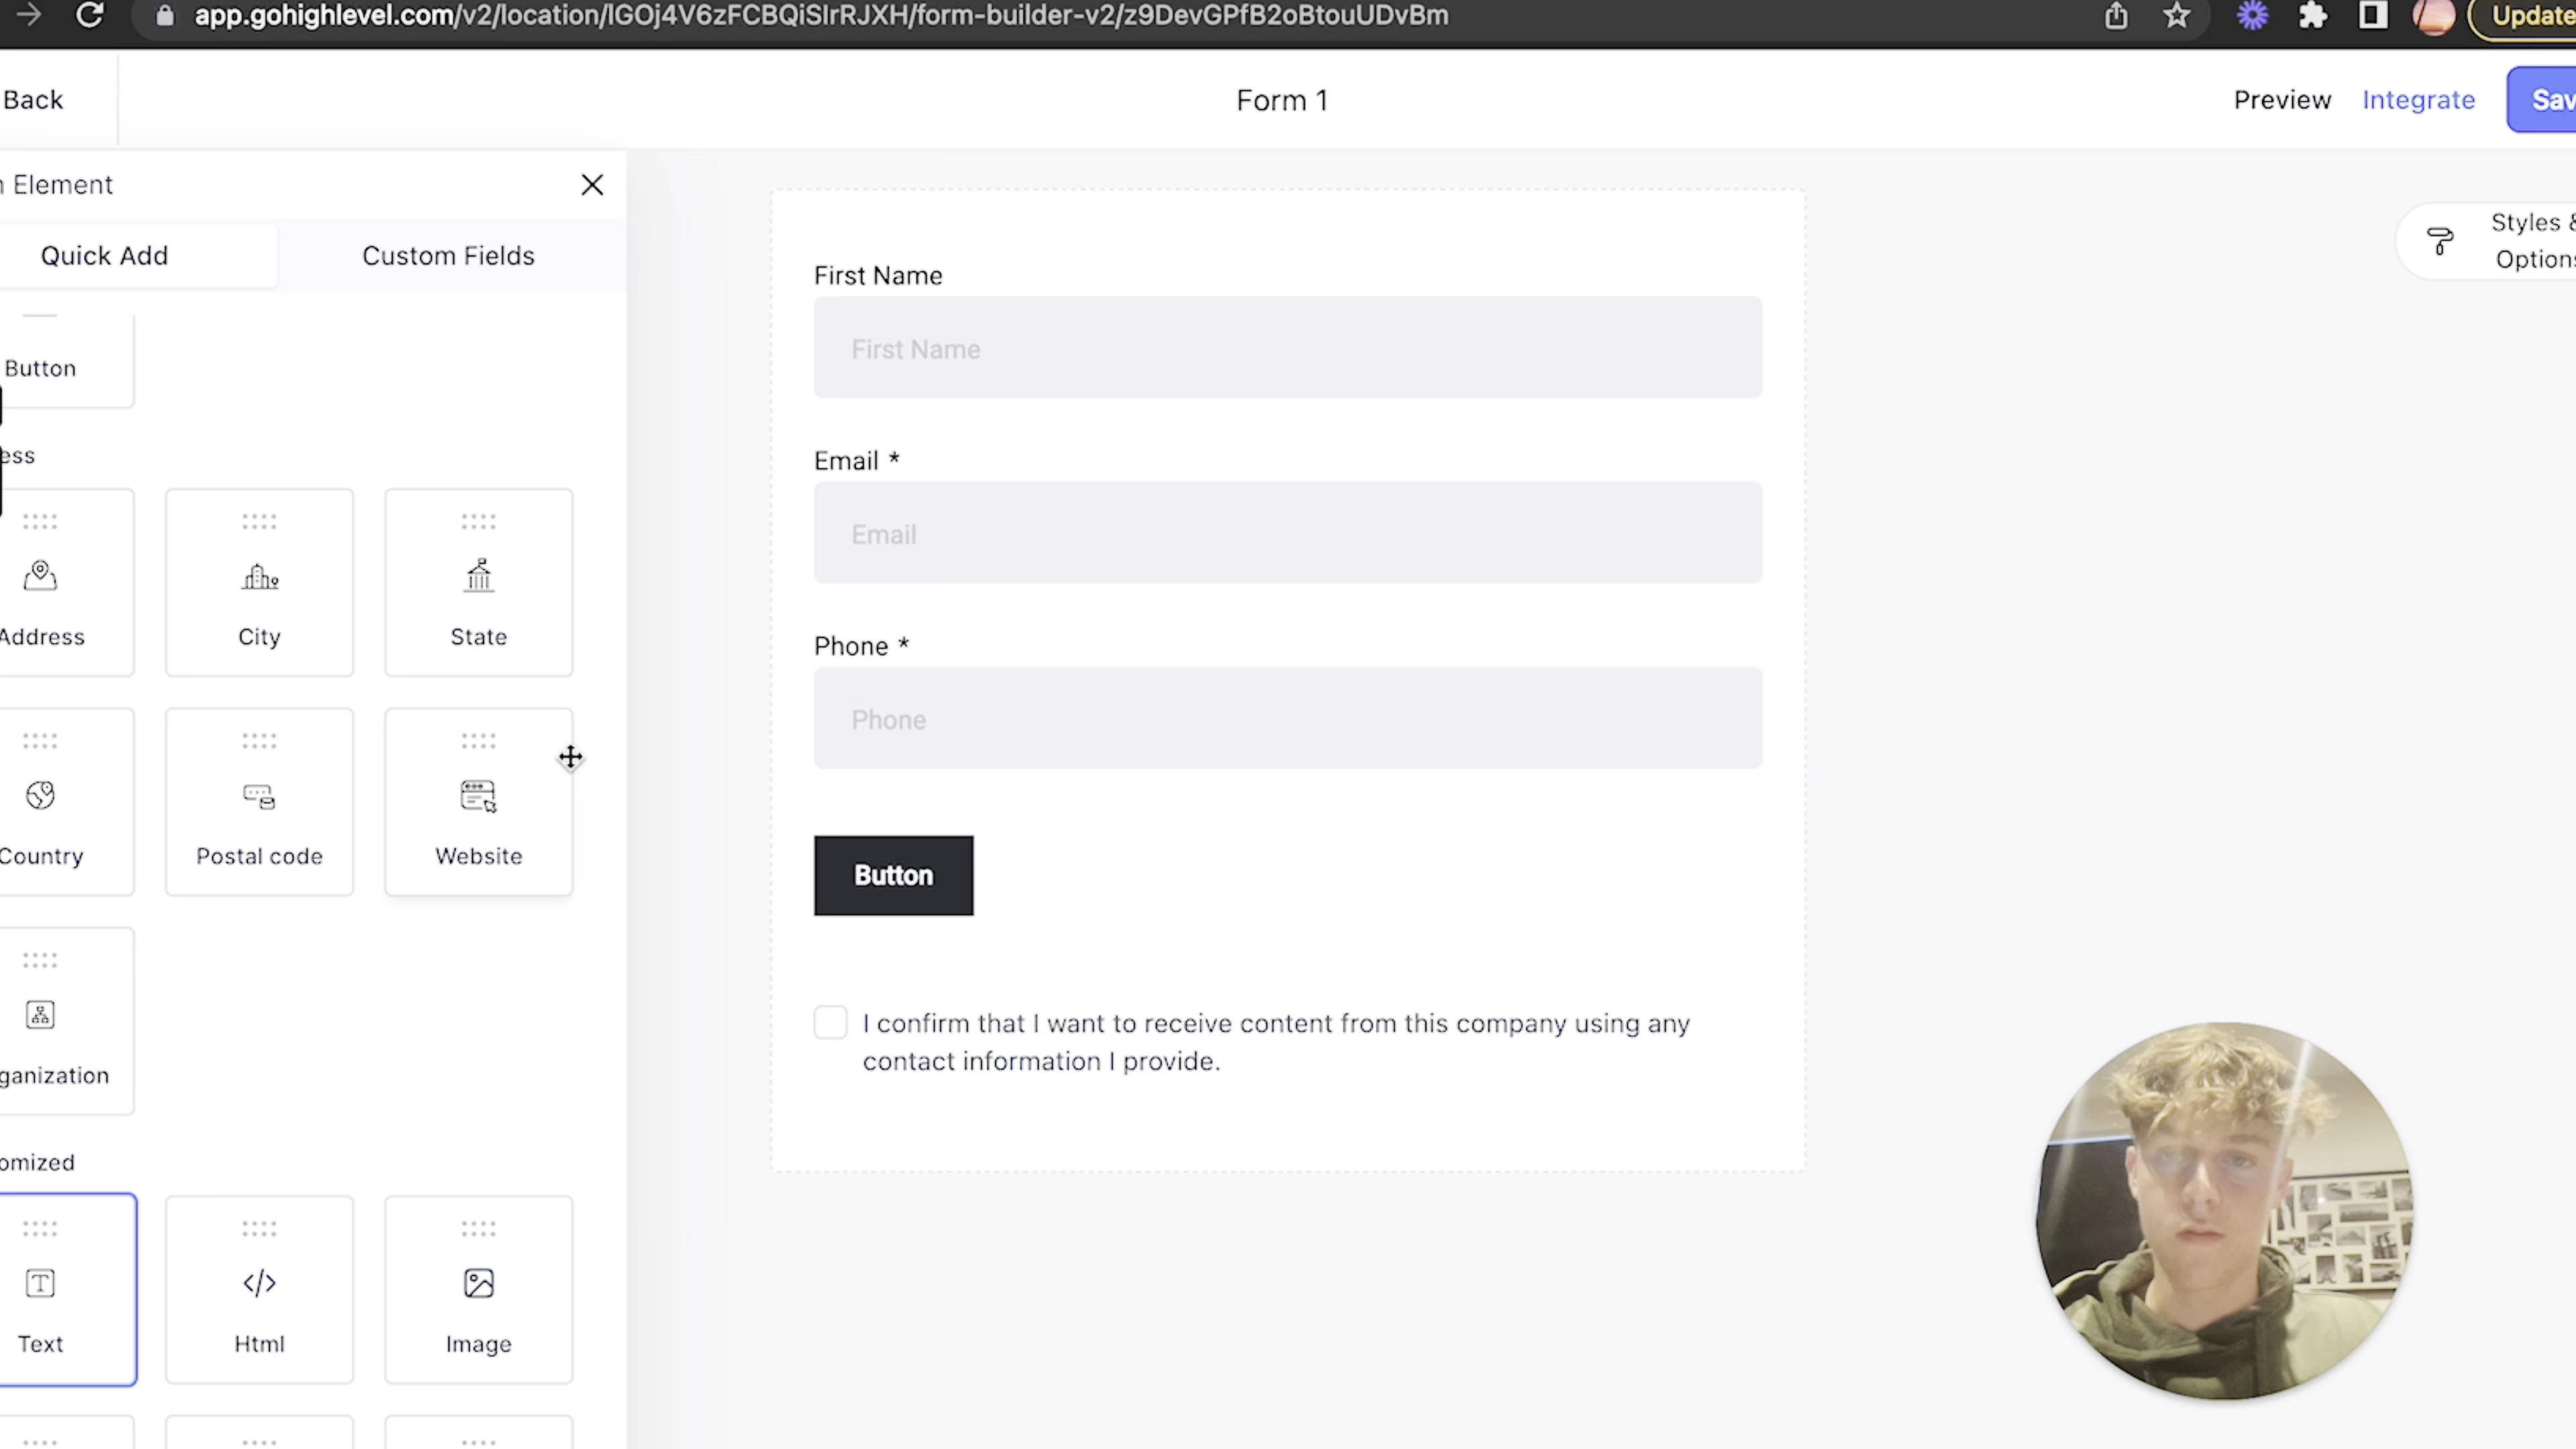 app.gohighlevel.com/v2/location/lGOj4V6zFCBQiSlrRJXH/form-builder-v2/z9DevGPfB2oBtouUDvBm
Update
Back
Form 1
Preview
Integrate
Sav
Element
Quick Add
Custom Fields
Styles &
Options
Button
ess
Address
City
State
Country
Postal code
Website
ganization
omized
Text
Html
Image
First Name
First Name
Email *
Email
Phone *
Phone
Button
I confirm that I want to receive content from this company using any
contact information I provide.